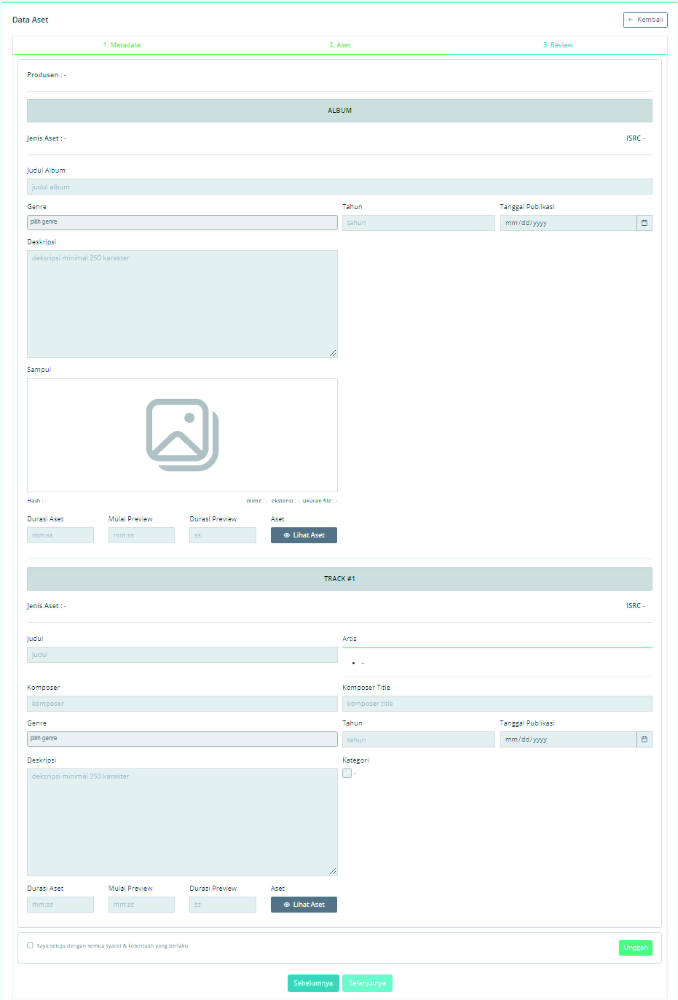 Data Aset
← Kembali
1. Metadata 2. Aset 3. Review
Produsen : -
ALBUM
Jenis Aset : - ISRC -
Judul Album
judul album
Genre Tahun Tanggal Publikasi
pilih genre tahun mm/dd/yyyy
Deskripsi
deksripsi minimal 250 karakter
Sampul
Hash : - mime : - ekstensi : - ukuran file : -
Durasi Aset Mulai Preview Durasi Preview Aset
mm:ss mm:ss ss Lihat Aset
TRACK #1
Jenis Aset : - ISRC -
Judul Artis
judul
• -
Komposer Komposer Title
komposer komposer title
Genre Tahun Tanggal Publikasi
pilih genre tahun mm/dd/yyyy
Deskripsi Kategori
deksripsi minimal 250 karakter -
Durasi Aset Mulai Preview Durasi Preview Aset
mm:ss mm:ss ss Lihat Aset
Saya setuju dengan semua syarat & ketentuan yang berlaku Unggah
Sebelumnya Selanjutnya